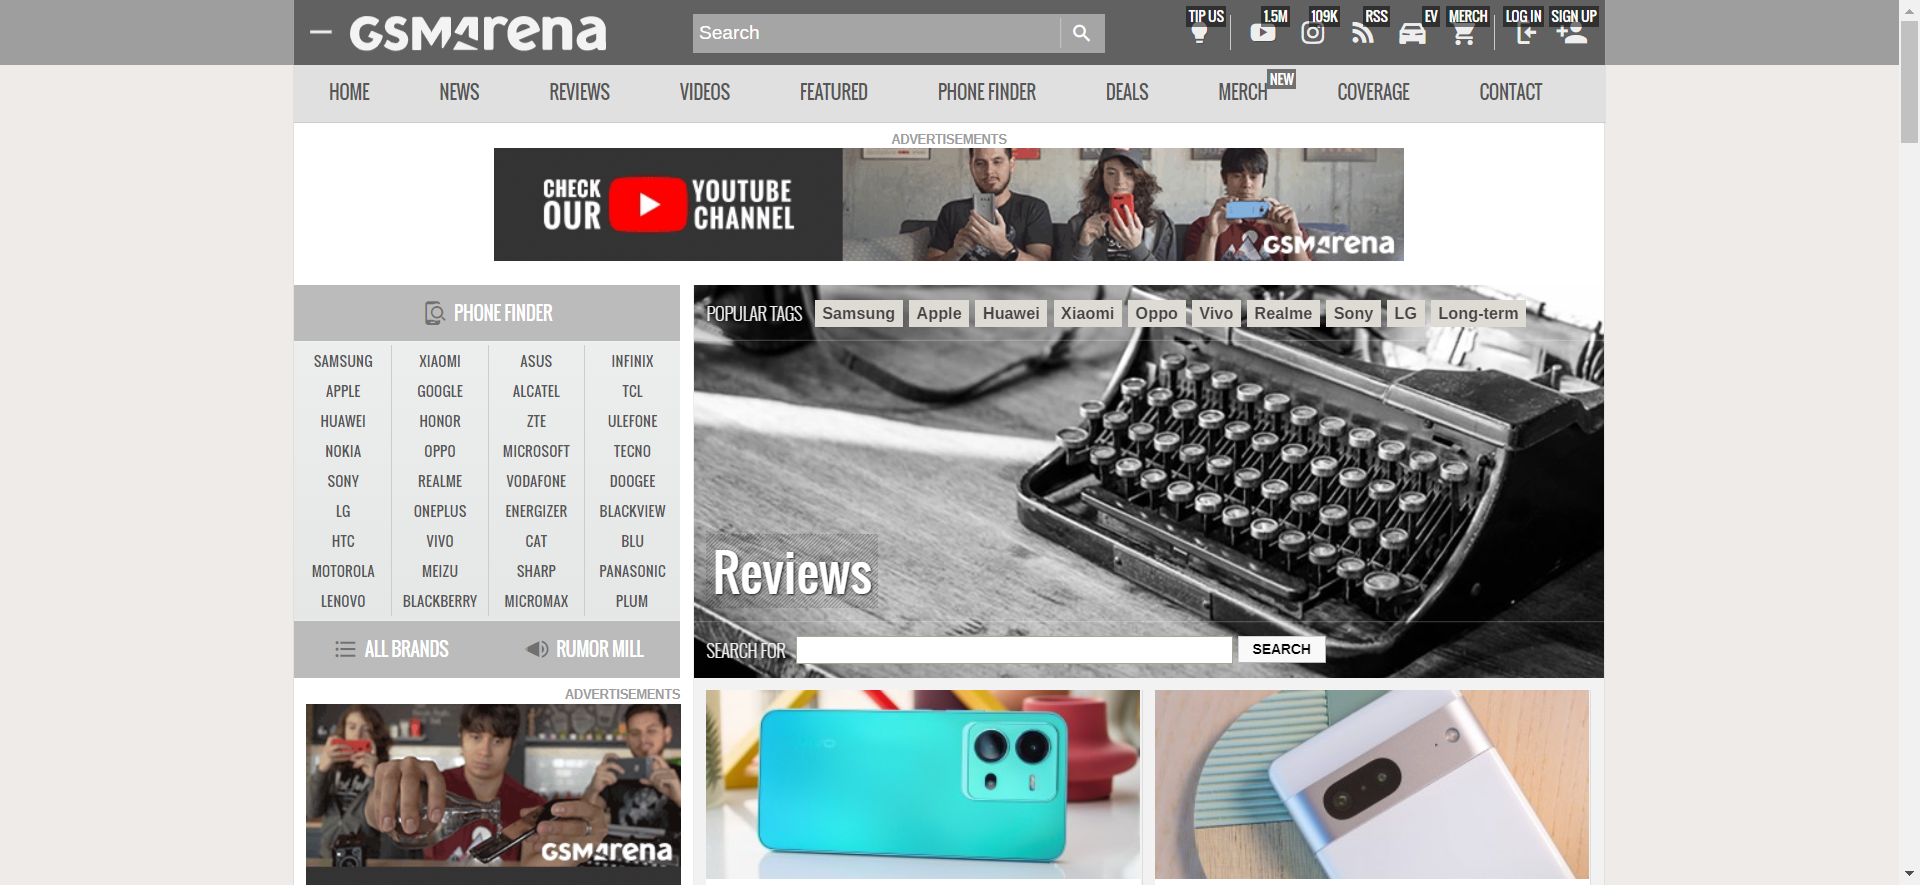 GSMArena
Search
TIP US
1.5M
109K
RSS
EV
MERCH
LOG IN
SIGN UP
HOME
NEWS
REVIEWS
VIDEOS
FEATURED
PHONE FINDER
DEALS
MERCH
NEW
COVERAGE
CONTACT
ADVERTISEMENTS
CHECK OUR YOUTUBE CHANNEL
GSMArena
PHONE FINDER
SAMSUNG XIAOMI ASUS INFINIX
APPLE GOOGLE ALCATEL TCL
HUAWEI HONOR ZTE ULEFONE
NOKIA OPPO MICROSOFT TECNO
SONY REALME VODAFONE DOOGEE
LG ONEPLUS ENERGIZER BLACKVIEW
HTC VIVO CAT BLU
MOTOROLA MEIZU SHARP PANASONIC
LENOVO BLACKBERRY MICROMAX PLUM
ALL BRANDS
RUMOR MILL
POPULAR TAGS Samsung Apple Huawei Xiaomi Oppo Vivo Realme Sony LG Long-term
Reviews
SEARCH FOR
SEARCH
ADVERTISEMENTS
GSMArena
vivo